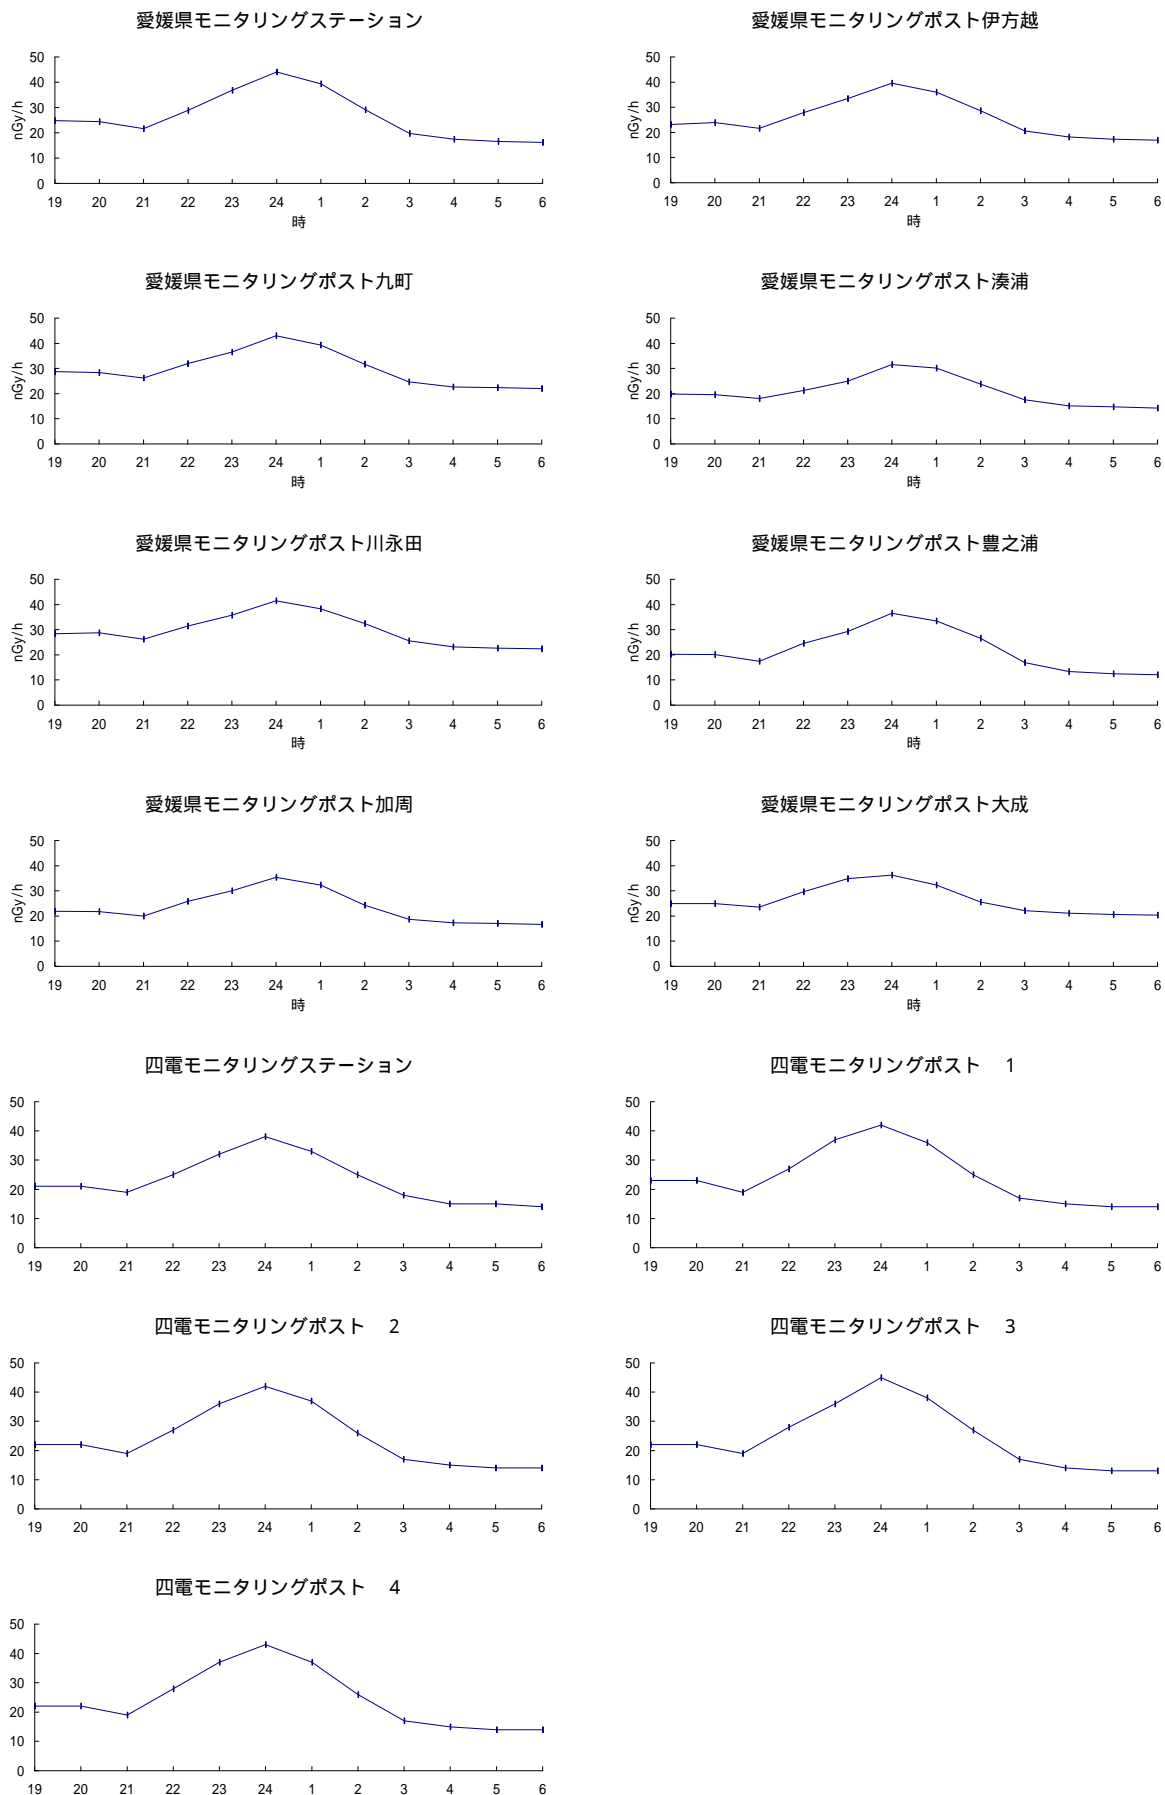 愛媛県モニタリングステーション
50
40
30
20
10
0
nGy/h
19 20 21 22 23 24 1 2 3 4 5 6
時
愛媛県モニタリングポスト伊方越
50
40
30
20
10
0
nGy/h
19 20 21 22 23 24 1 2 3 4 5 6
時
愛媛県モニタリングポスト九町
50
40
30
20
10
0
nGy/h
19 20 21 22 23 24 1 2 3 4 5 6
時
愛媛県モニタリングポスト湊浦
50
40
30
20
10
0
nGy/h
19 20 21 22 23 24 1 2 3 4 5 6
時
愛媛県モニタリングポスト川永田
50
40
30
20
10
0
nGy/h
19 20 21 22 23 24 1 2 3 4 5 6
時
愛媛県モニタリングポスト豊之浦
50
40
30
20
10
0
nGy/h
19 20 21 22 23 24 1 2 3 4 5 6
時
愛媛県モニタリングポスト加周
50
40
30
20
10
0
nGy/h
19 20 21 22 23 24 1 2 3 4 5 6
時
愛媛県モニタリングポスト大成
50
40
30
20
10
0
nGy/h
19 20 21 22 23 24 1 2 3 4 5 6
時
四電モニタリングステーション
50
40
30
20
10
0
19 20 21 22 23 24 1 2 3 4 5 6
四電モニタリングポスト 1
50
40
30
20
10
0
19 20 21 22 23 24 1 2 3 4 5 6
四電モニタリングポスト 2
50
40
30
20
10
0
19 20 21 22 23 24 1 2 3 4 5 6
四電モニタリングポスト 3
50
40
30
20
10
0
19 20 21 22 23 24 1 2 3 4 5 6
四電モニタリングポスト 4
50
40
30
20
10
0
19 20 21 22 23 24 1 2 3 4 5 6